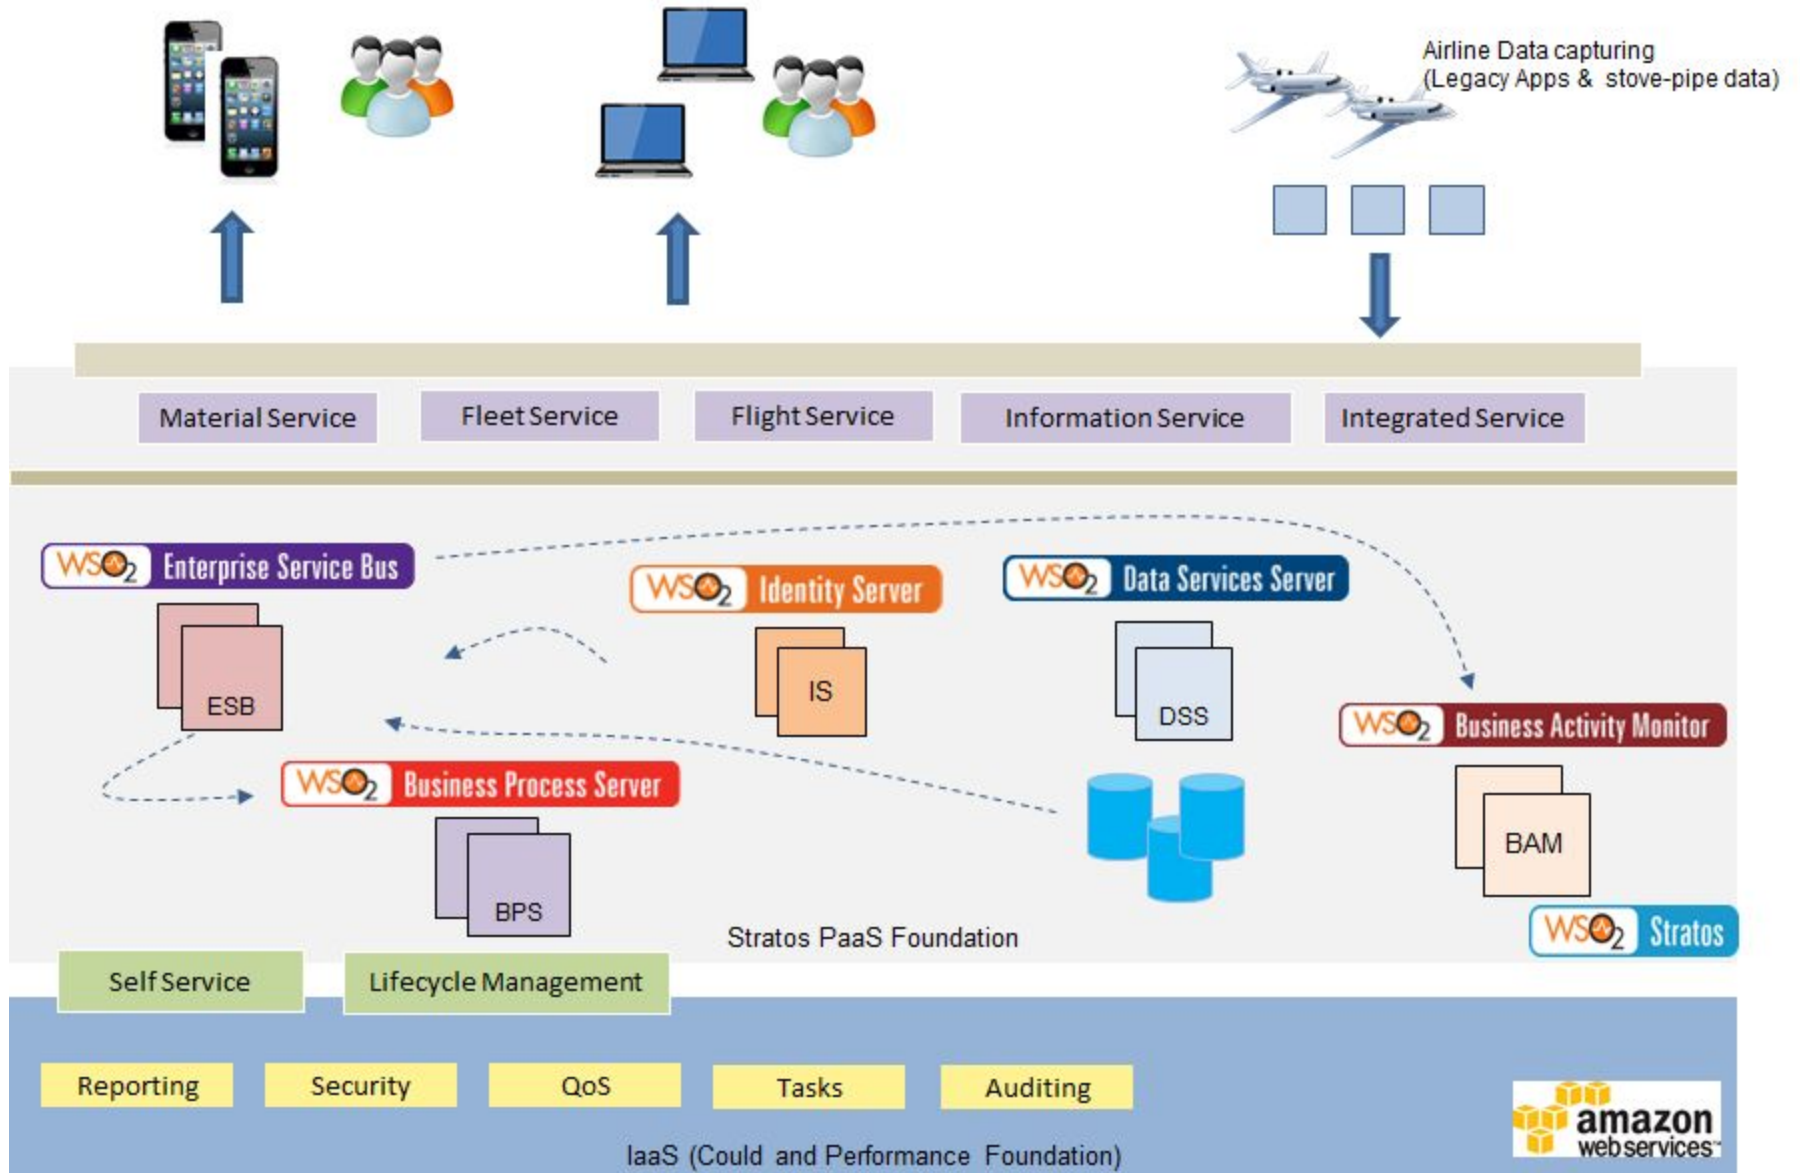 Airline Data capturing
(Legacy Apps & stove-pipe data)
Material Service
Fleet Service
Flight Service
Information Service
Integrated Service
WSO2 Enterprise Service Bus
WSO2 Identity Server
WSO2 Data Services Server
ESB
IS
DSS
WSO2 Business Activity Monitor
WSO2 Business Process Server
BAM
BPS
Stratos PaaS Foundation
WSO2 Stratos
Self Service
Lifecycle Management
Reporting
Security
QoS
Tasks
Auditing
amazon
webservices™
IaaS (Could and Performance Foundation)